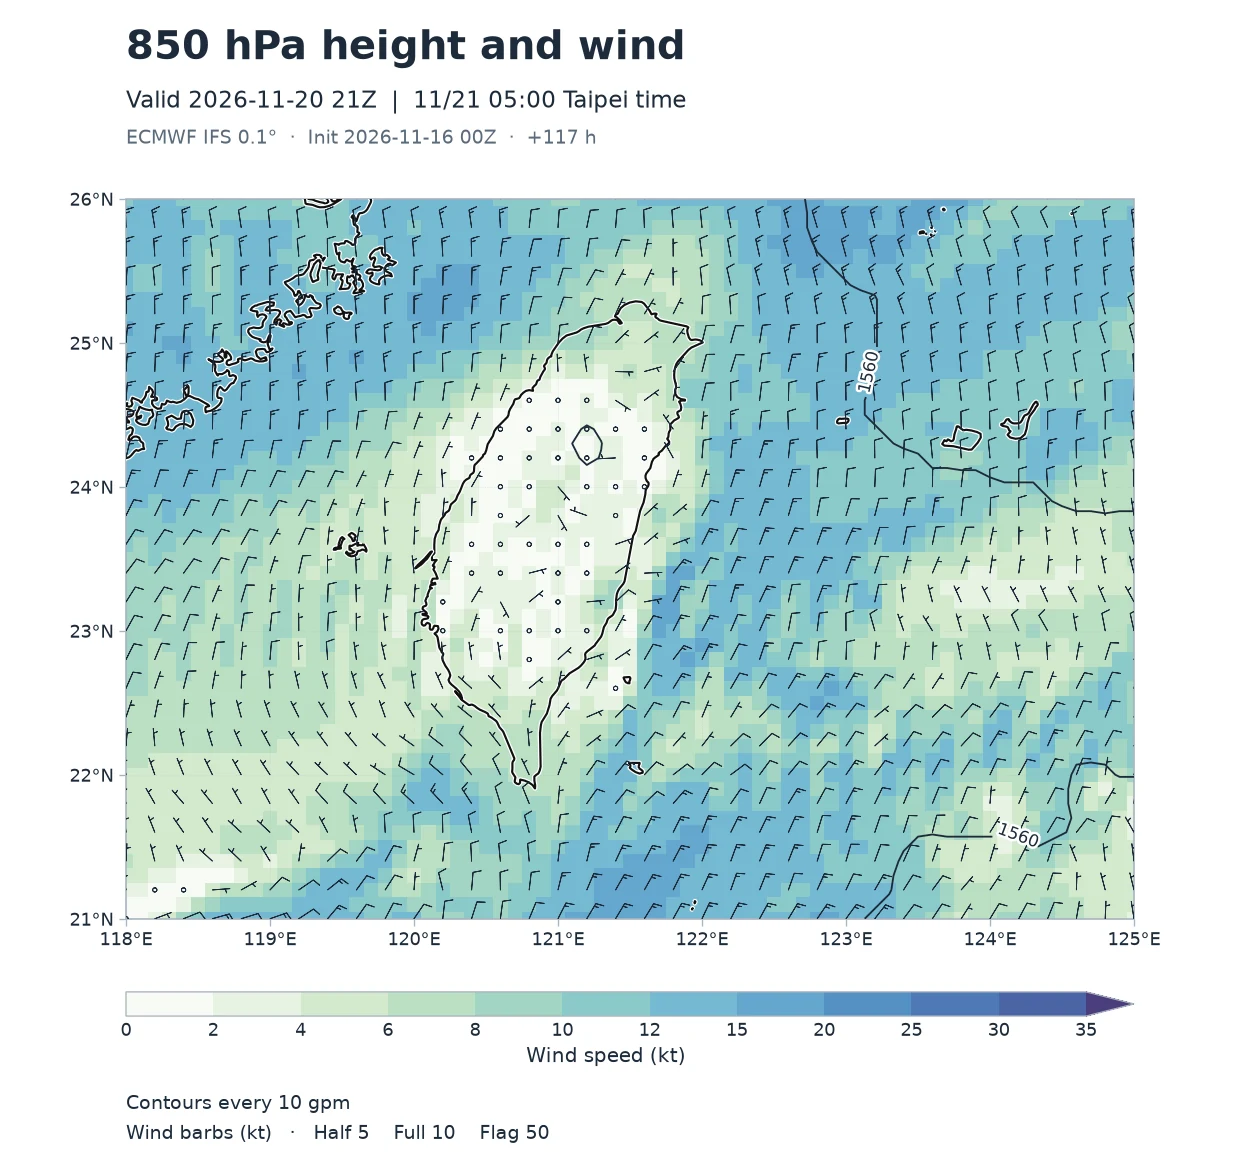 850 hPa height and wind
Valid 2026-11-20 21Z | 11/21 05:00 Taipei time
ECMWF IFS 0.1° · Init 2026-11-16 00Z · +117 h
26°N
25°N
24°N
23°N
22°N
21°N
1560
1560
118°E 119°E 120°E 121°E 122°E 123°E 124°E 125°E
0 2 4 6 8 10 12 15 20 25 30 35
Wind speed (kt)
Contours every 10 gpm
Wind barbs (kt) · Half 5 Full 10 Flag 50